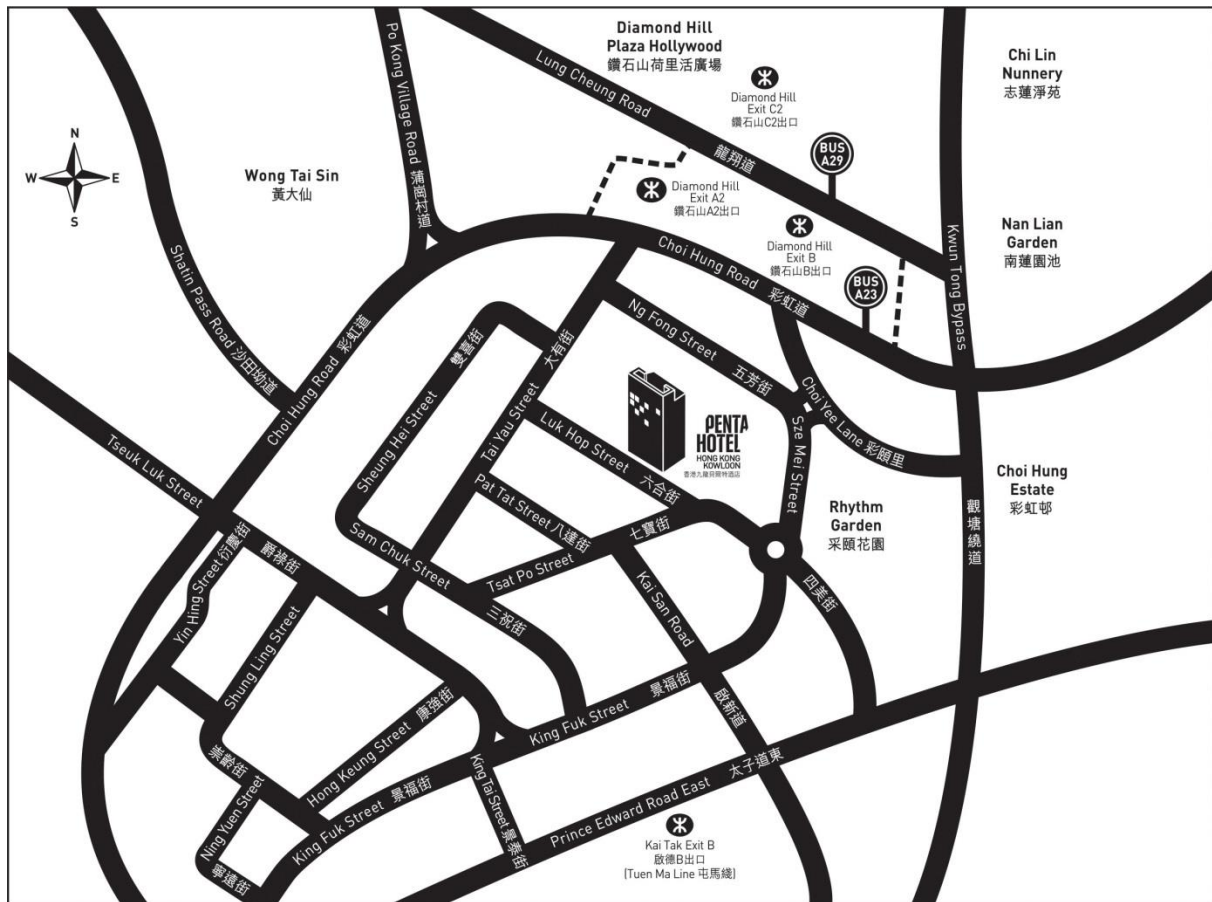 Diamond Hill
Plaza Hollywood
鑽石山荷里活廣場
Chi Lin
Nunnery
志蓮淨苑
Po Kong Village Road 蒲崗村道
Lung Cheung Road 龍翔道
Diamond Hill
Exit C2
鑽石山C2出口
BUS
A29
N
W E
S
Wong Tai Sin
黃大仙
Diamond Hill
Exit A2
鑽石山A2出口
Diamond Hill
Exit B
鑽石山B出口
Nan Lian
Garden
南蓮園池
Kwun Tong Bypass 觀塘繞道
Choi Hung Road 彩虹道
BUS
A23
Shatin Pass Road 沙田坳道
Choi Hung Road 彩虹道
Ng Fong Street 五芳街
Sheung Hei Street 雙喜街
Tai Yau Street 大有街
Choi Yee Lane 彩頤里
Sze Mei Street
四美街
PENTA
HOTEL
HONG KONG
KOWLOON
香港九龍貝爾特酒店
Luk Hop Street 六合街
Tseuk Luk Street
爵祿街
Choi Hung
Estate
彩虹邨
Rhythm
Garden
采頤花園
Pat Tat Street 八達街
Tsat Po Street 七寶街
Sam Chuk Street
三祝街
Kai San Road
啟新道
Yin Hing Street 衍慶街
Shung Ling Street
崇齡街
Hong Keung Street 康強街
King Fuk Street 景福街
King Fuk Street 景福街
King Tai Street 景泰街
Ning Yuen Street
寧遠街
Prince Edward Road East 太子道東
Kai Tak Exit B
啟德B出口
(Tuen Ma Line 屯馬綫)